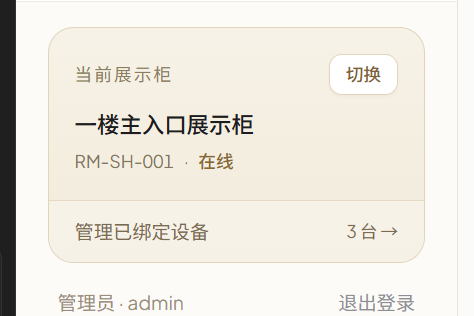 当前展示柜 切换
一楼主入口展示柜
RM-SH-001 · 在线
管理已绑定设备 3 台 →
管理员 · admin 退出登录